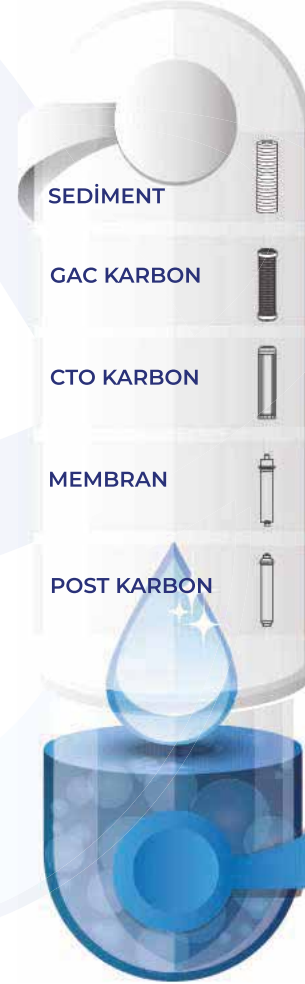 SEDİMENT
GAC KARBON
CTO KARBON
MEMBRAN
POST KARBON